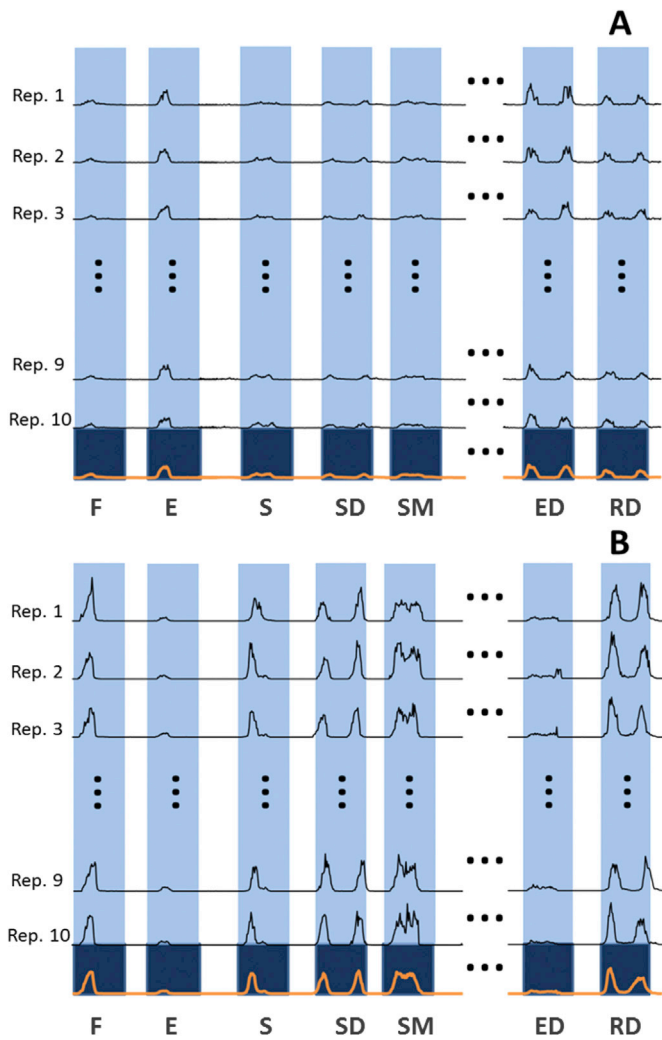 A
Rep. 1
Rep. 2
Rep. 3
Rep. 9
Rep. 10
F E S SD SM ED RD
B
Rep. 1
Rep. 2
Rep. 3
Rep. 9
Rep. 10
F E S SD SM ED RD